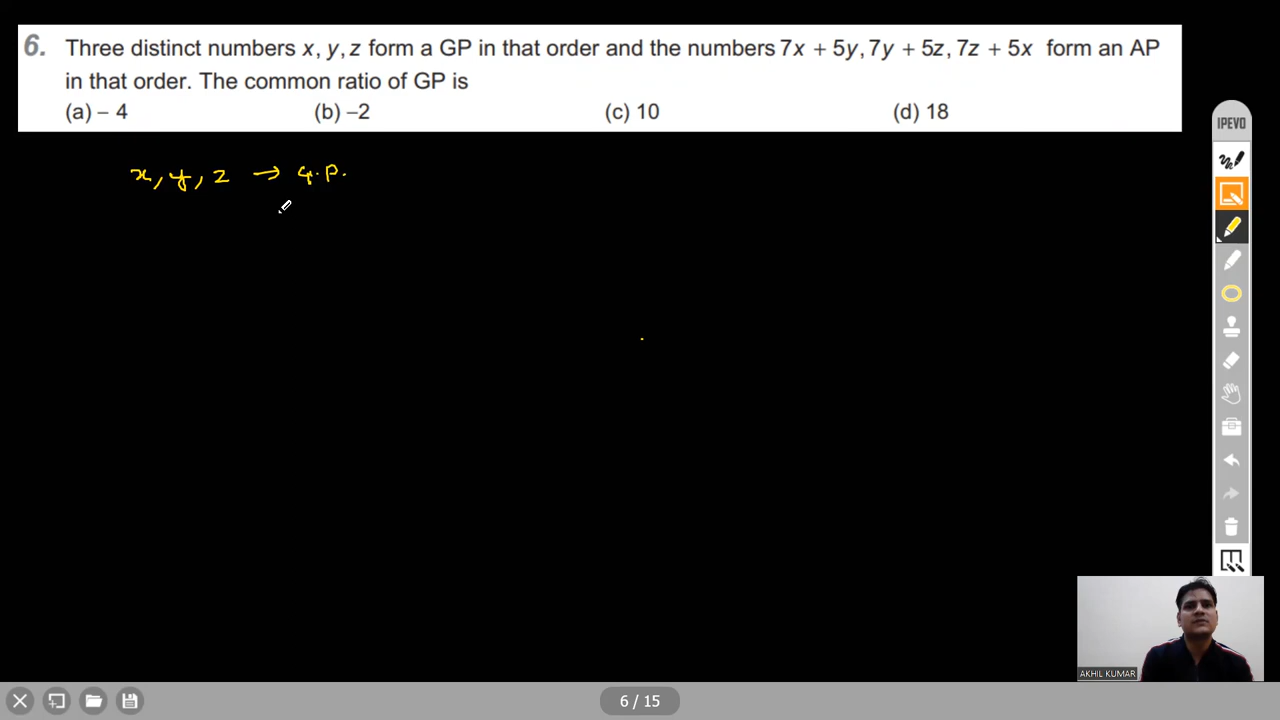 6. Three distinct numbers x, y, z form a GP in that order and the numbers 7x + 5y, 7y + 5z, 7z + 5x form an AP
in that order. The common ratio of GP is
(a) – 4 (b) –2 (c) 10 (d) 18
x, y, z → G.P.
IPEVO
AKHIL KUMAR
6 / 15